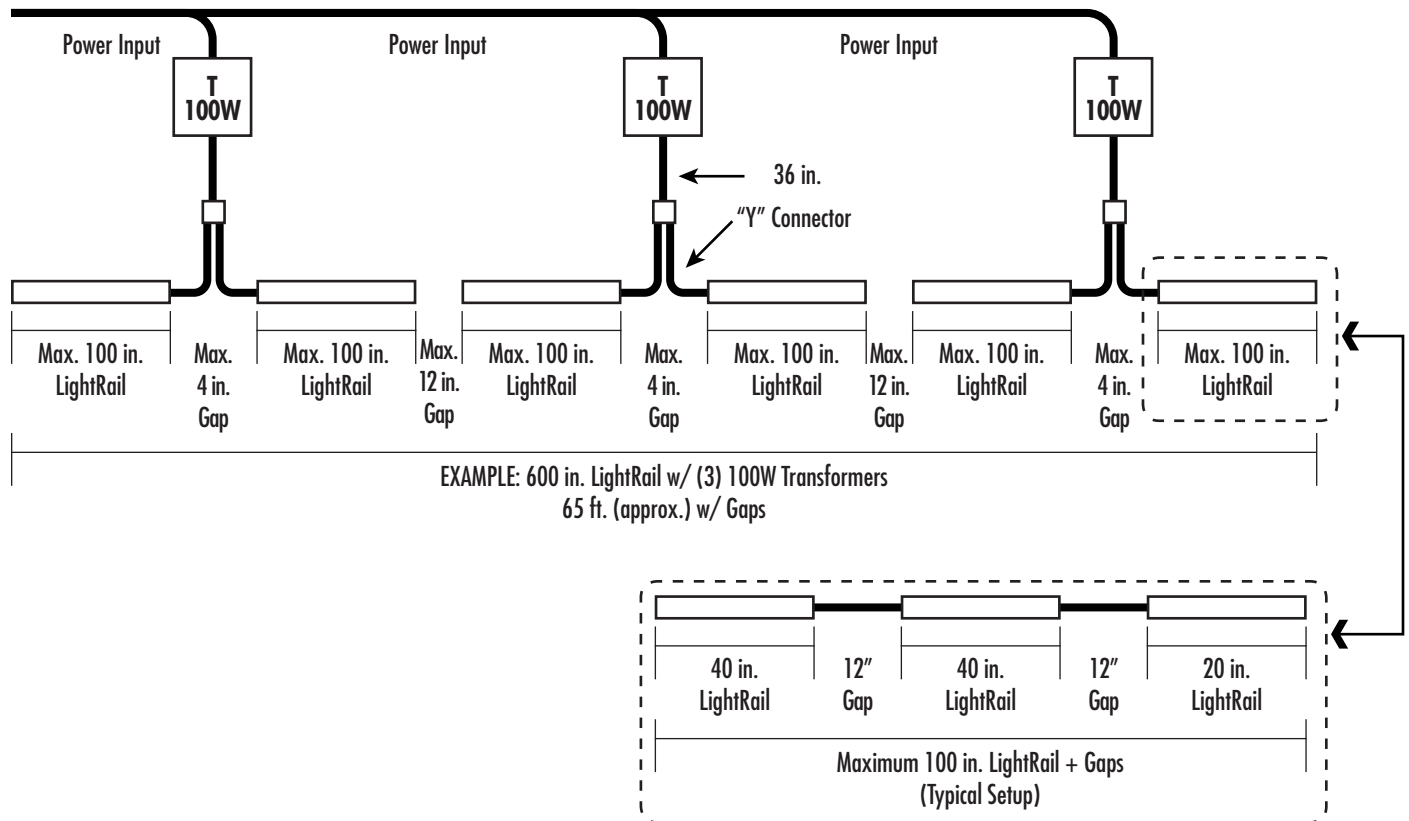 Power Input
Power Input
Power Input
T
100W
T
100W
T
100W
36 in.
“Y” Connector
Max. 100 in.
LightRail
Max.
4 in.
Gap
Max. 100 in.
LightRail
Max.
12 in.
Gap
Max. 100 in.
LightRail
Max.
4 in.
Gap
Max. 100 in.
LightRail
Max.
12 in.
Gap
Max. 100 in.
LightRail
Max.
4 in.
Gap
Max. 100 in.
LightRail
EXAMPLE: 600 in. LightRail w/ (3) 100W Transformers
65 ft. (approx.) w/ Gaps
40 in.
LightRail
12”
Gap
40 in.
LightRail
12”
Gap
20 in.
LightRail
Maximum 100 in. LightRail + Gaps
(Typical Setup)